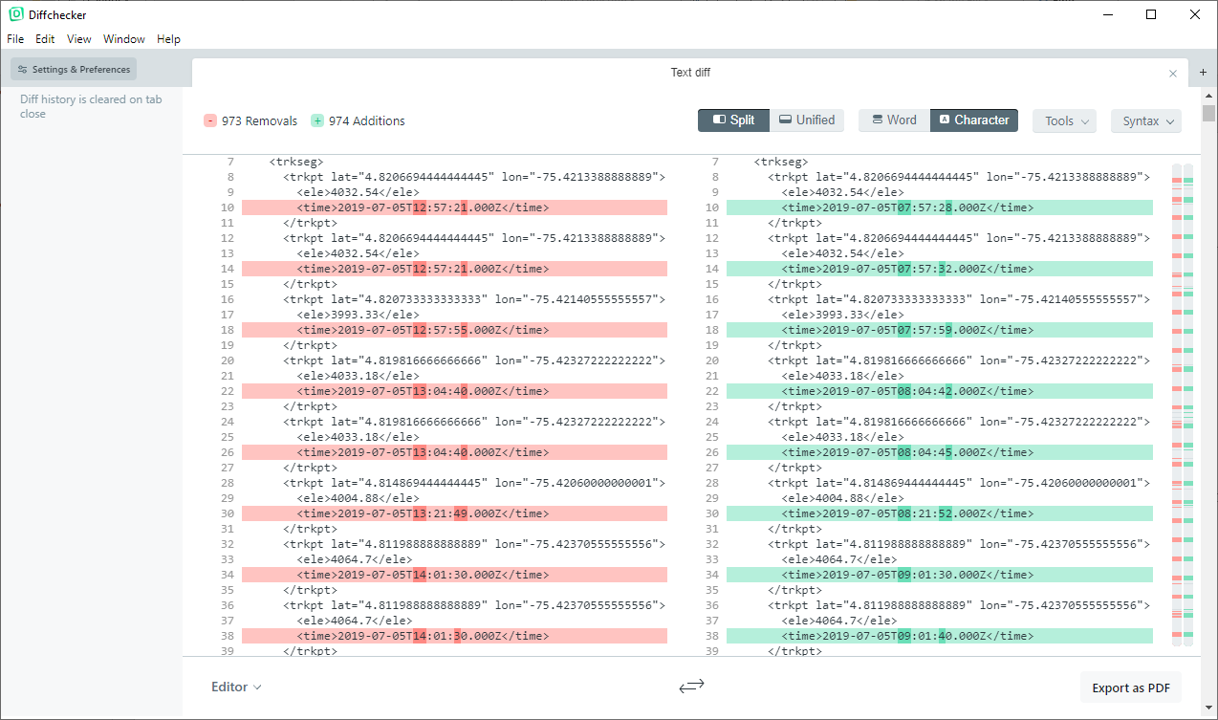 Diffchecker
File Edit View Window Help
Settings & Preferences
Text diff
Diff history is cleared on tab
close
- 973 Removals + 974 Additions
Split Unified Word A Character Tools Syntax
7 <trkseg>
8 <trkpt lat="4.8206694444444445" lon="-75.4213388888889">
9 <ele>4032.54</ele>
10 <time>2019-07-05T12:57:21.000Z</time>
11 </trkpt>
12 <trkpt lat="4.8206694444444445" lon="-75.4213388888889">
13 <ele>4032.54</ele>
14 <time>2019-07-05T12:57:21.000Z</time>
15 </trkpt>
16 <trkpt lat="4.820733333333333" lon="-75.42140555555557">
17 <ele>3993.33</ele>
18 <time>2019-07-05T12:57:55.000Z</time>
19 </trkpt>
20 <trkpt lat="4.819816666666666" lon="-75.42327222222222">
21 <ele>4033.18</ele>
22 <time>2019-07-05T13:04:40.000Z</time>
23 </trkpt>
24 <trkpt lat="4.819816666666666" lon="-75.42327222222222">
25 <ele>4033.18</ele>
26 <time>2019-07-05T13:04:40.000Z</time>
27 </trkpt>
28 <trkpt lat="4.814869444444445" lon="-75.42060000000001">
29 <ele>4004.88</ele>
30 <time>2019-07-05T13:21:49.000Z</time>
31 </trkpt>
32 <trkpt lat="4.811988888888889" lon="-75.42370555555556">
33 <ele>4064.7</ele>
34 <time>2019-07-05T14:01:30.000Z</time>
35 </trkpt>
36 <trkpt lat="4.811988888888889" lon="-75.42370555555556">
37 <ele>4064.7</ele>
38 <time>2019-07-05T14:01:30.000Z</time>
39 </trkpt>
7 <trkseg>
8 <trkpt lat="4.8206694444444445" lon="-75.4213388888889">
9 <ele>4032.54</ele>
10 <time>2019-07-05T07:57:28.000Z</time>
11 </trkpt>
12 <trkpt lat="4.8206694444444445" lon="-75.4213388888889">
13 <ele>4032.54</ele>
14 <time>2019-07-05T07:57:32.000Z</time>
15 </trkpt>
16 <trkpt lat="4.820733333333333" lon="-75.42140555555557">
17 <ele>3993.33</ele>
18 <time>2019-07-05T07:57:59.000Z</time>
19 </trkpt>
20 <trkpt lat="4.819816666666666" lon="-75.42327222222222">
21 <ele>4033.18</ele>
22 <time>2019-07-05T08:04:42.000Z</time>
23 </trkpt>
24 <trkpt lat="4.819816666666666" lon="-75.42327222222222">
25 <ele>4033.18</ele>
26 <time>2019-07-05T08:04:45.000Z</time>
27 </trkpt>
28 <trkpt lat="4.814869444444445" lon="-75.42060000000001">
29 <ele>4004.88</ele>
30 <time>2019-07-05T08:21:52.000Z</time>
31 </trkpt>
32 <trkpt lat="4.811988888888889" lon="-75.42370555555556">
33 <ele>4064.7</ele>
34 <time>2019-07-05T09:01:30.000Z</time>
35 </trkpt>
36 <trkpt lat="4.811988888888889" lon="-75.42370555555556">
37 <ele>4064.7</ele>
38 <time>2019-07-05T09:01:40.000Z</time>
39 </trkpt>
Editor
Export as PDF